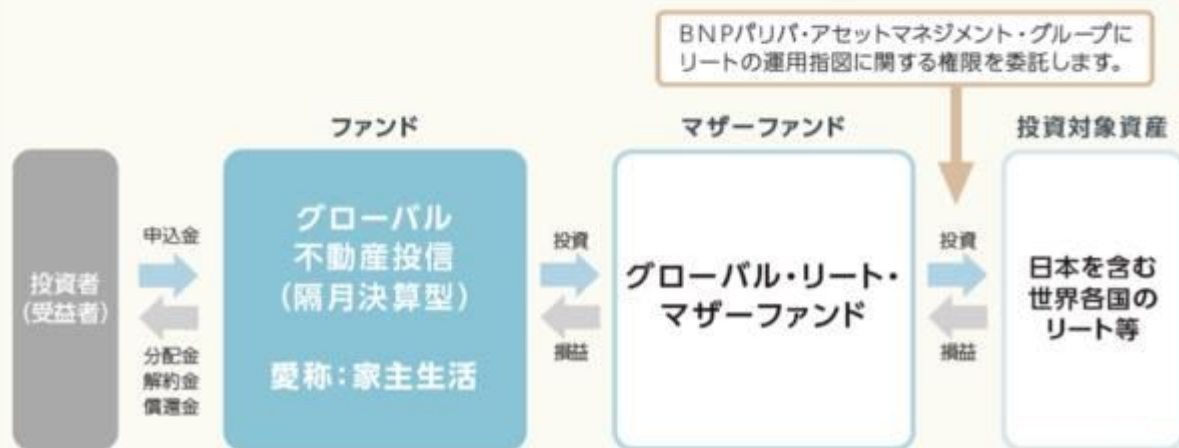 BNPパリバ・アセットマネジメント・グループに
リートの運用指図に関する権限を委託します。
ファンド
マザーファンド
投資対象資産
投資者
(受益者)
申込金
分配金
解約金
償還金
グローバル
不動産投信
(隔月決算型)
愛称:家主生活
投資
損益
グローバル・リート・
マザーファンド
投資
損益
日本を含む
世界各国の
リート等